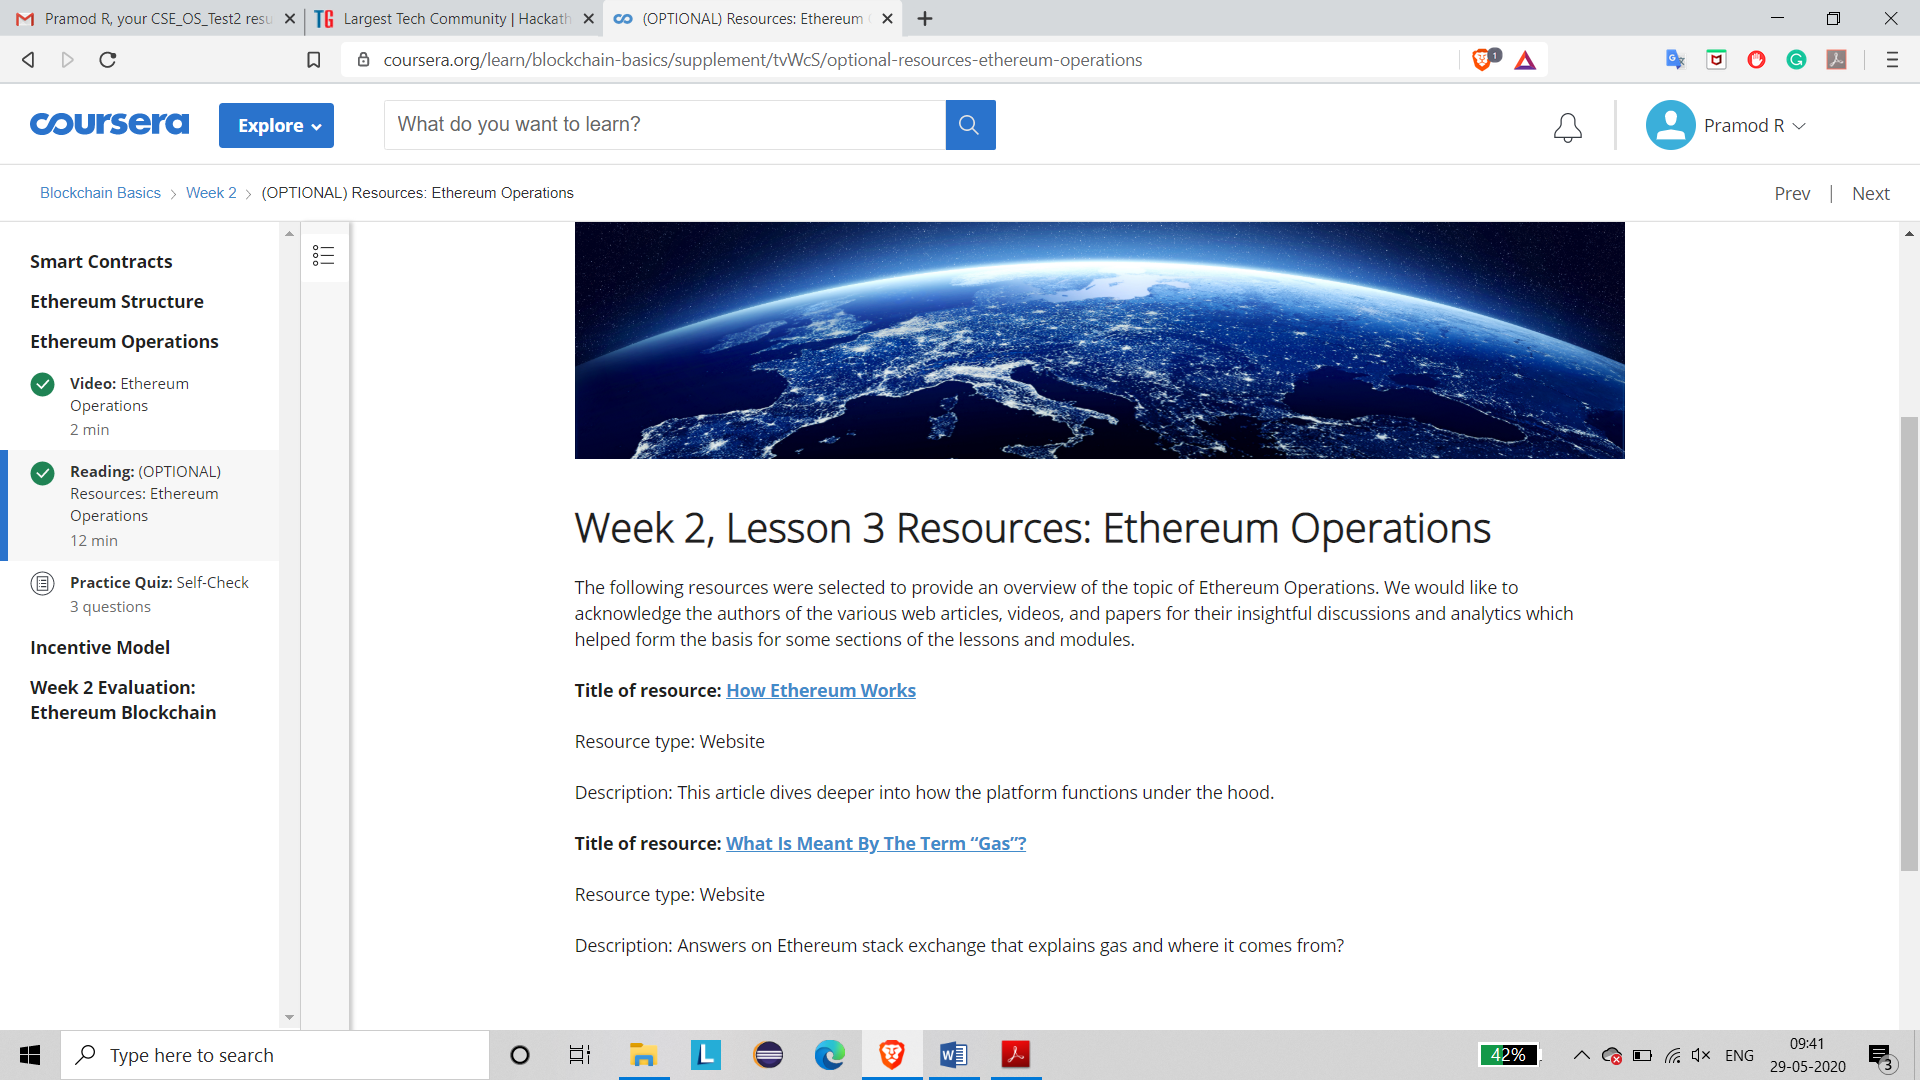 Pramod R, your CSE_OS_Test2 resu
Largest Tech Community | Hackath
(OPTIONAL) Resources: Ethereum
coursera.org/learn/blockchain-basics/supplement/tvWcS/optional-resources-ethereum-operations
1
coursera
Explore
What do you want to learn?
Pramod R
Blockchain Basics
Week 2
(OPTIONAL) Resources: Ethereum Operations
Prev | Next
Smart Contracts
Ethereum Structure
Ethereum Operations
Video: Ethereum
Operations
2 min
Reading: (OPTIONAL)
Resources: Ethereum
Operations
12 min
Practice Quiz: Self-Check
3 questions
Incentive Model
Week 2 Evaluation:
Ethereum Blockchain
Week 2, Lesson 3 Resources: Ethereum Operations
The following resources were selected to provide an overview of the topic of Ethereum Operations. We would like to
acknowledge the authors of the various web articles, videos, and papers for their insightful discussions and analytics which
helped form the basis for some sections of the lessons and modules.
Title of resource: How Ethereum Works
Resource type: Website
Description: This article dives deeper into how the platform functions under the hood.
Title of resource: What Is Meant By The Term “Gas”?
Resource type: Website
Description: Answers on Ethereum stack exchange that explains gas and where it comes from?
Type here to search
42%
ENG
09:41
29-05-2020
3